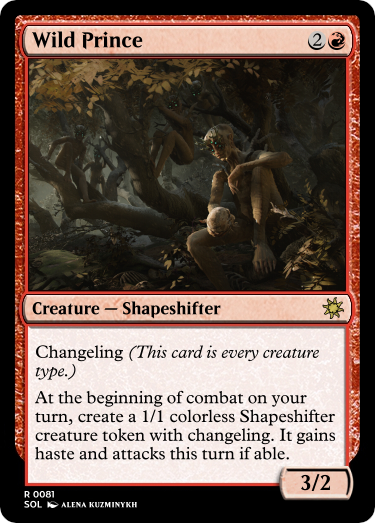 Wild Prince
2
Creature — Shapeshifter
Changeling (This card is every creature
type.)
At the beginning of combat on your
turn, create a 1/1 colorless Shapeshifter
creature token with changeling. It gains
haste and attacks this turn if able.
3/2
R 0081
SOL ALENA KUZMINYKH